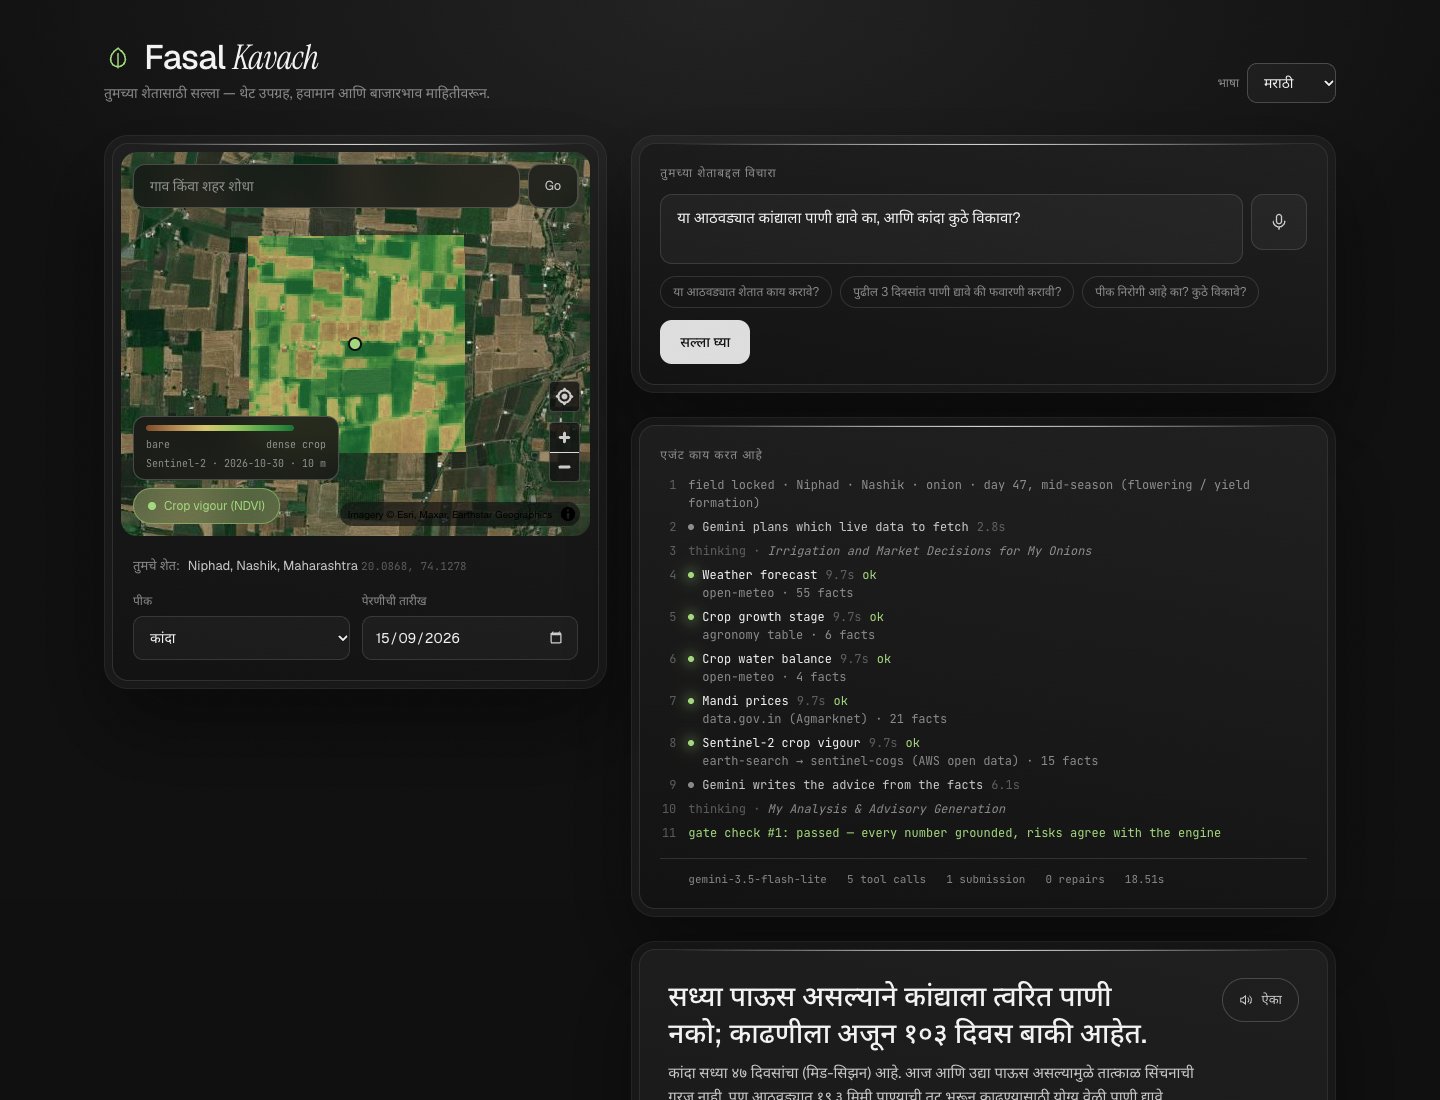 Fasal Kavach
तुमच्या शेतासाठी सल्ला — थेट उपग्रह, हवामान आणि बाजारभाव माहितीवरून.
भाषा
मराठी
गाव किंवा शहर शोधा
Go
bare
dense crop
Sentinel-2 · 2026-10-30 · 10 m
Crop vigour (NDVI)
Imagery © Esri, Maxar, Earthstar Geographics
तुमचे शेत: Niphad, Nashik, Maharashtra 20.0868, 74.1278
पीक
पेरणीची तारीख
कांदा
15/09/2026
तुमच्या शेताबद्दल विचारा
या आठवड्यात कांद्याला पाणी द्यावे का, आणि कांदा कुठे विकावा?
या आठवड्यात शेतात काय करावे?
पुढील 3 दिवसांत पाणी द्यावे की फवारणी करावी?
पीक निरोगी आहे का? कुठे विकावे?
सल्ला घ्या
एजंट काय करत आहे
1 field locked · Niphad · Nashik · onion · day 47, mid-season (flowering / yield
formation)
2 Gemini plans which live data to fetch 2.8s
3 thinking · Irrigation and Market Decisions for My Onions
4 Weather forecast 9.7s ok
open-meteo · 55 facts
5 Crop growth stage 9.7s ok
agronomy table · 6 facts
6 Crop water balance 9.7s ok
open-meteo · 4 facts
7 Mandi prices 9.7s ok
data.gov.in (Agmarknet) · 21 facts
8 Sentinel-2 crop vigour 9.7s ok
earth-search → sentinel-cogs (AWS open data) · 15 facts
9 Gemini writes the advice from the facts 6.1s
10 thinking · My Analysis & Advisory Generation
11 gate check #1: passed — every number grounded, risks agree with the engine
gemini-3.5-flash-lite 5 tool calls 1 submission 0 repairs 18.51s
सध्या पाऊस असल्याने कांद्याला त्वरित पाणी
नको; काढणीला अजून १०३ दिवस बाकी आहेत.
ऐका
कांदा सध्या ४७ दिवसांचा (मिड-सिझन) आहे. आज आणि उद्या पाऊस असल्यामुळे तात्काळ सिंचनाची
गरज नाही, पण आठवड्यात १९.३ मिमी पाण्याची तूट भरून काढण्यासाठी योग्य वेळी पाणी द्यावे.